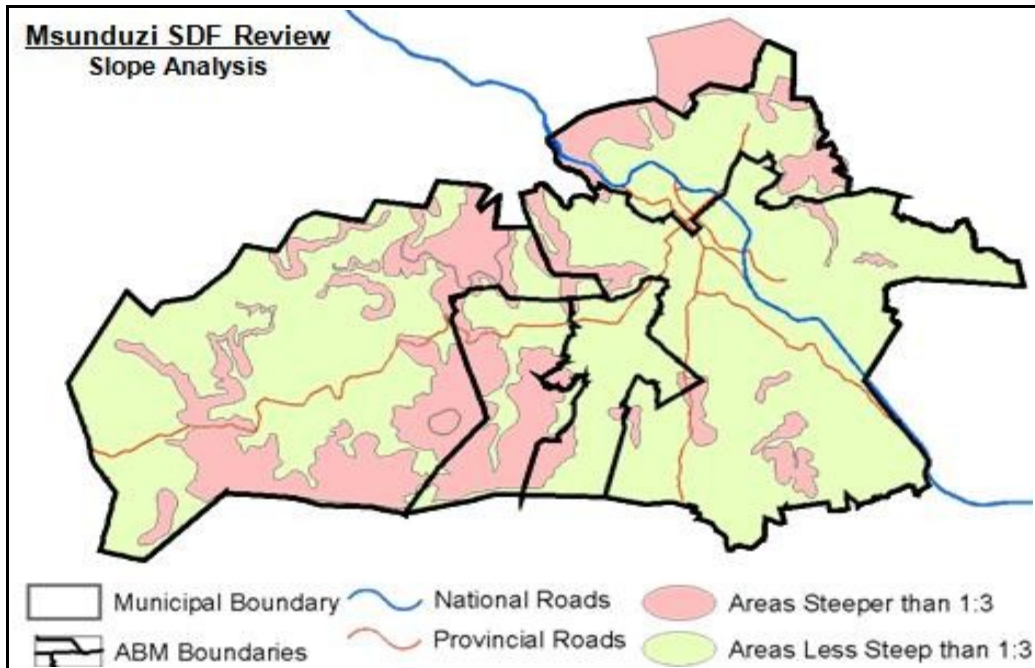 Msunduzi SDF Review
Slope Analysis
Municipal Boundary
National Roads
Areas Steeper than 1:3
ABM Boundaries
Provincial Roads
Areas Less Steep than 1:3